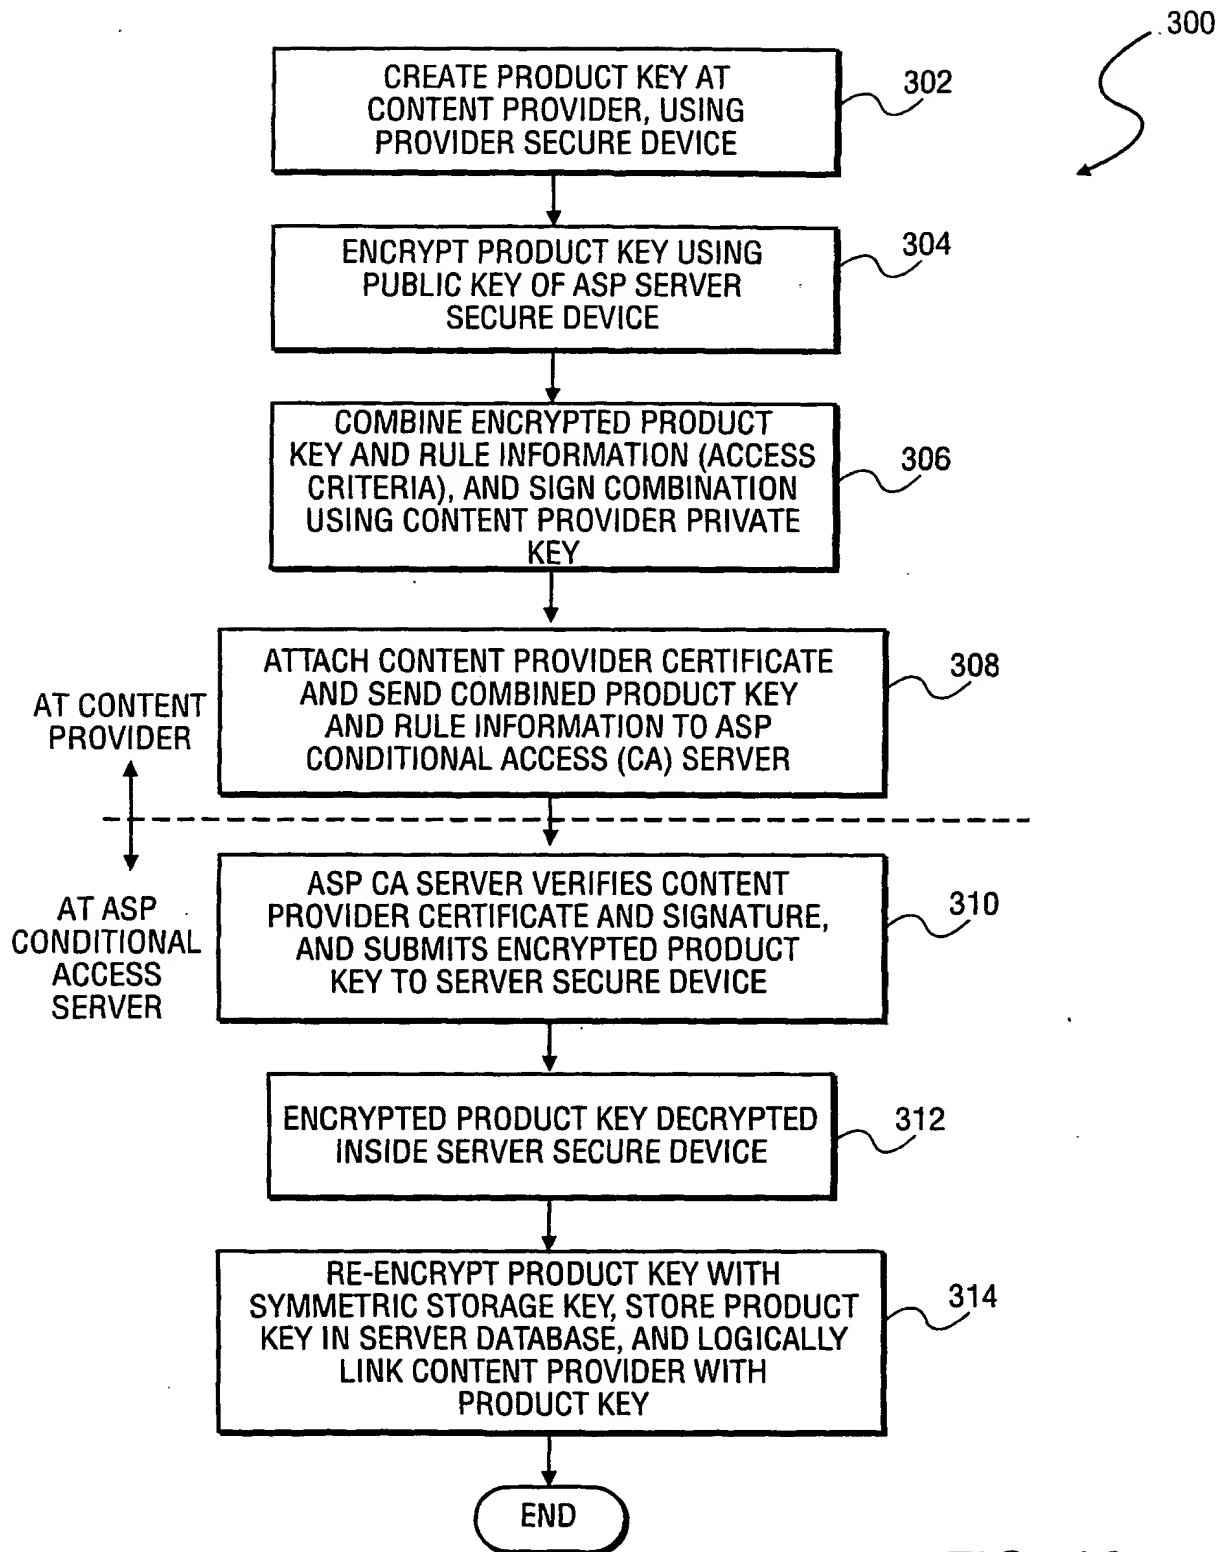 300
CREATE PRODUCT KEY AT
CONTENT PROVIDER, USING
PROVIDER SECURE DEVICE
302
ENCRYPT PRODUCT KEY USING
PUBLIC KEY OF ASP SERVER
SECURE DEVICE
304
COMBINE ENCRYPTED PRODUCT
KEY AND RULE INFORMATION (ACCESS
CRITERIA), AND SIGN COMBINATION
USING CONTENT PROVIDER PRIVATE
KEY
306
ATTACH CONTENT PROVIDER CERTIFICATE
AND SEND COMBINED PRODUCT KEY
AND RULE INFORMATION TO ASP
CONDITIONAL ACCESS (CA) SERVER
308
AT CONTENT
PROVIDER
AT ASP
CONDITIONAL
ACCESS
SERVER
ASP CA SERVER VERIFIES CONTENT
PROVIDER CERTIFICATE AND SIGNATURE,
AND SUBMITS ENCRYPTED PRODUCT
KEY TO SERVER SECURE DEVICE
310
ENCRYPTED PRODUCT KEY DECRYPTED
INSIDE SERVER SECURE DEVICE
312
RE-ENCRYPT PRODUCT KEY WITH
SYMMETRIC STORAGE KEY, STORE PRODUCT
KEY IN SERVER DATABASE, AND LOGICALLY
LINK CONTENT PROVIDER WITH
PRODUCT KEY
314
END